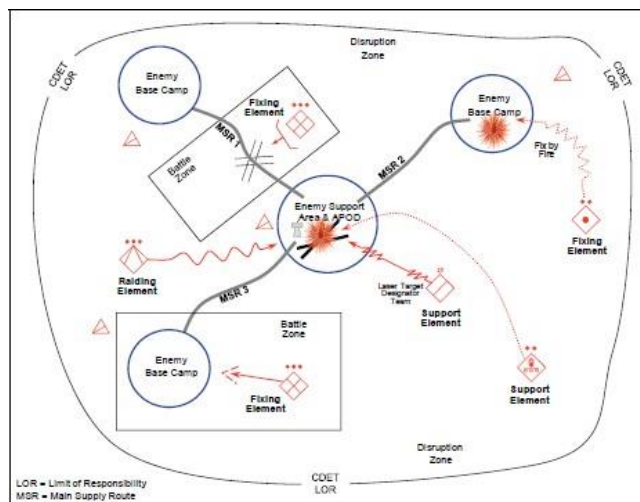 Disruption
Zone
CDET
LOR
CDET
LOR
Enemy
Base Camp
Fixing
Element
MSR 1
Battle
Zone
Enemy
Base Camp
MSR 2
Fix by
Fire
Fixing
Element
Enemy Support
Area & APOD
Raiding
Element
MSR 3
Laser Target
Designator
Team
Support
Element
Battle
Zone
Enemy
Base Camp
Fixing
Element
Support
Element
Disruption
Zone
CDET
LOR
LOR = Limit of Responsibility
MSR = Main Supply Route